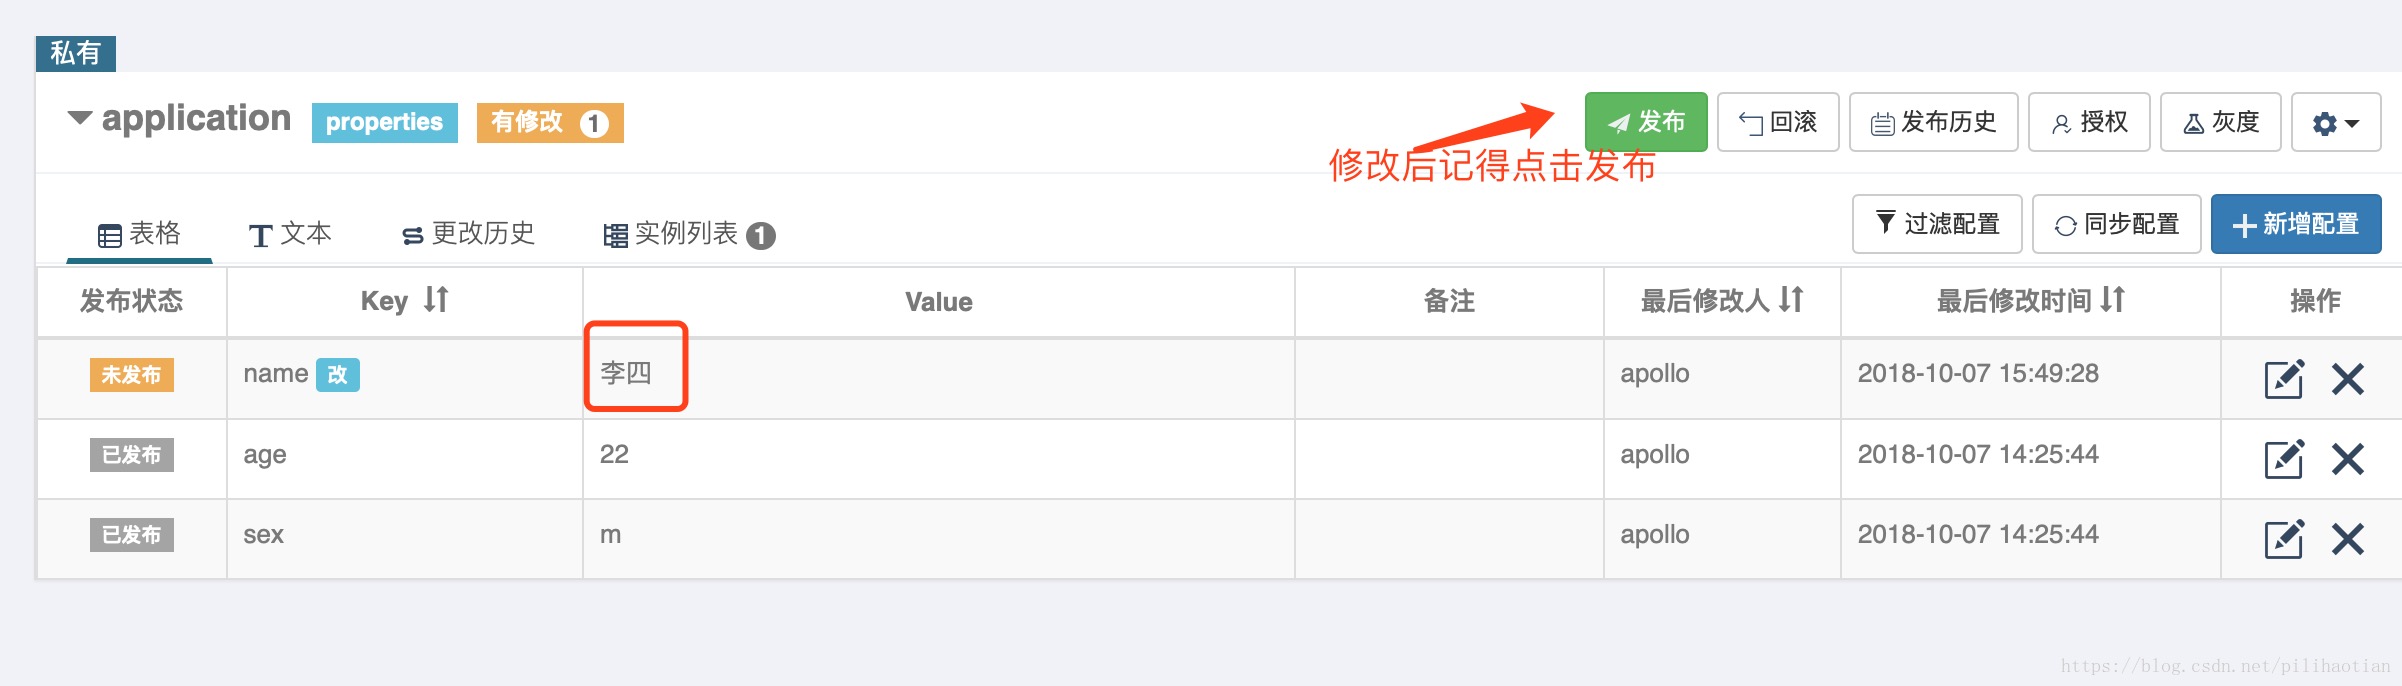 私有
application properties 有修改 1
发布 回滚 发布历史 授权 灰度
修改后记得点击发布
表格 文本 更改历史 实例列表 1
过滤配置 同步配置 新增配置
发布状态 Key Value 备注 最后修改人 最后修改时间 操作
未发布 name 改 李四 apollo 2018-10-07 15:49:28
已发布 age 22 apollo 2018-10-07 14:25:44
已发布 sex m apollo 2018-10-07 14:25:44
https://blog.csdn.net/pilihaotian